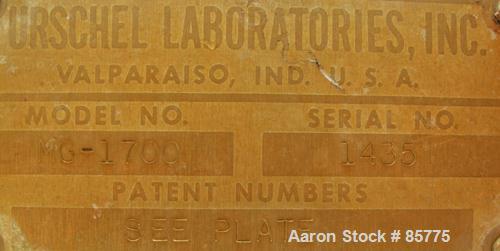 URSCHEL LABORATORIES, INC.
VALPARAISO, IND. U. S. A.
MODEL NO. SERIAL NO.
MG-1700 1435
PATENT NUMBERS
SEE PLATE
Aaron Stock # 85775